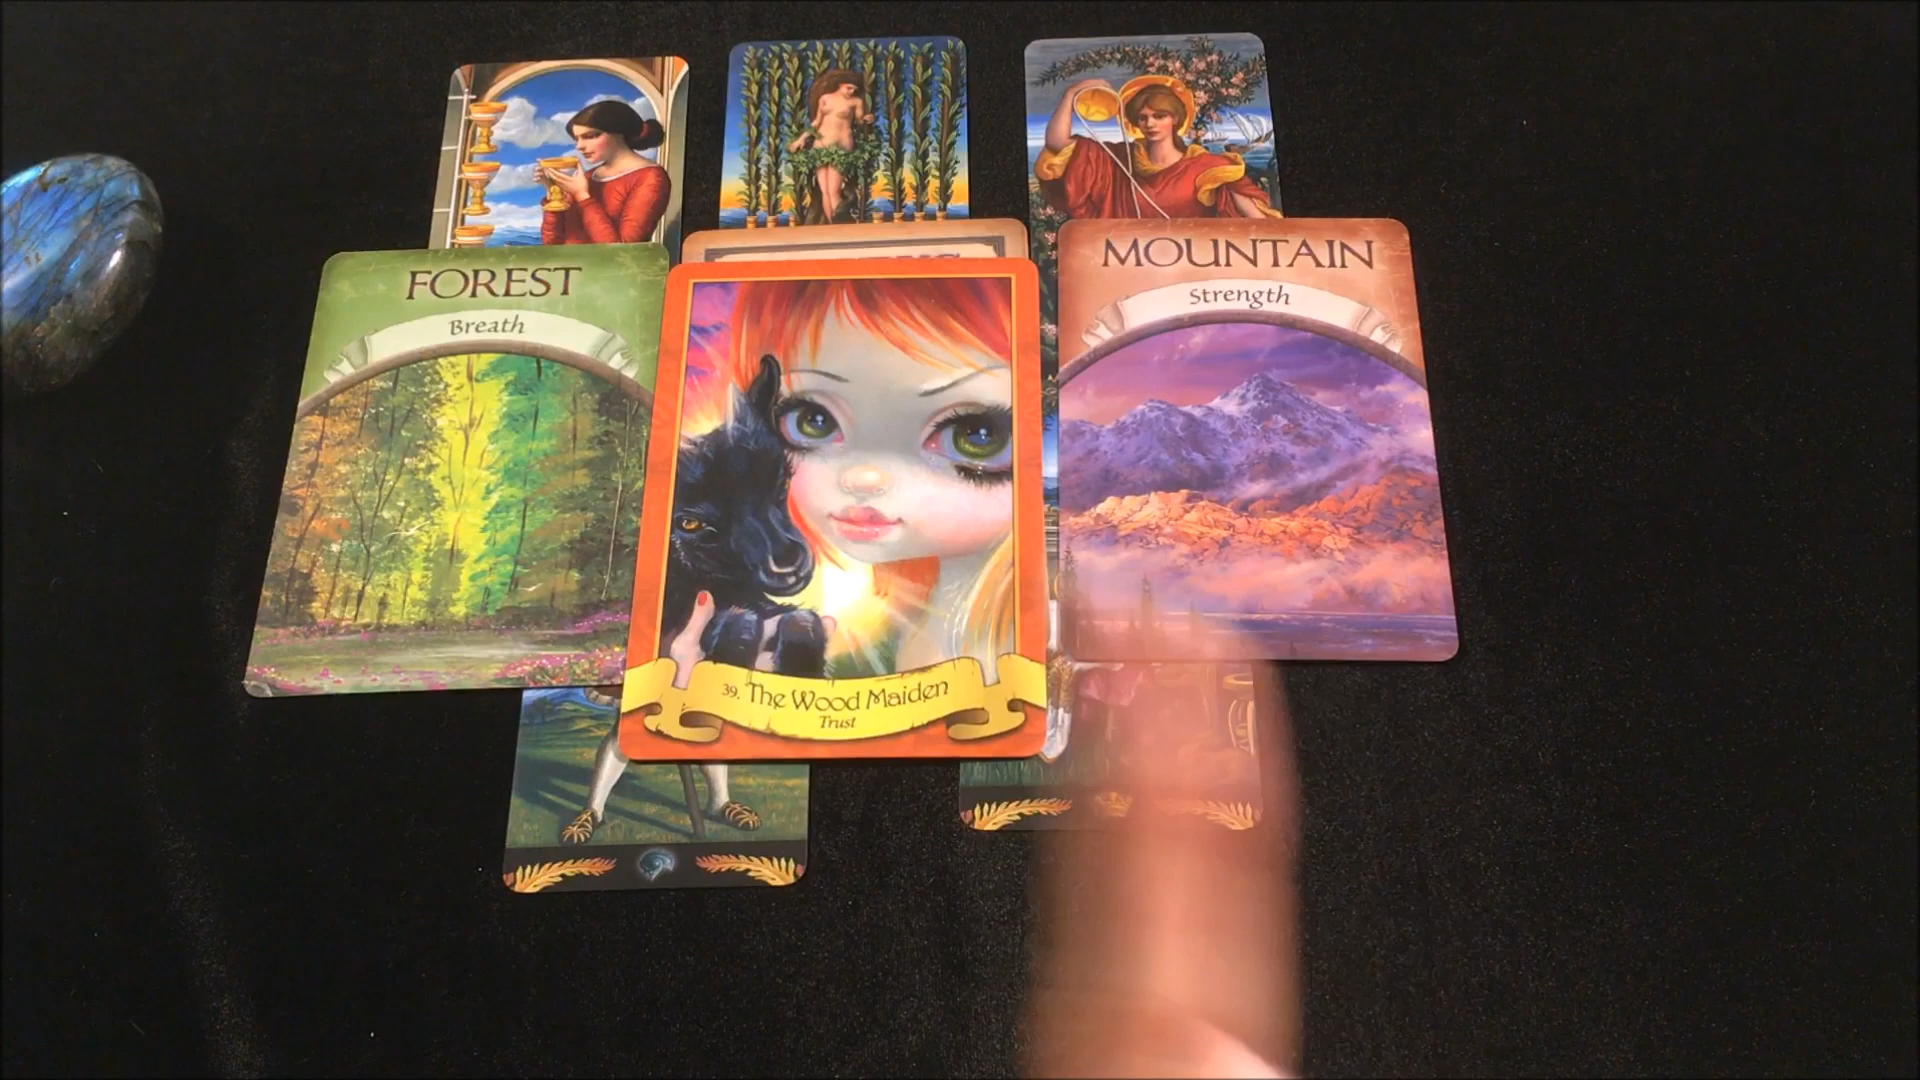 FOREST
Breath
MOUNTAIN
Strength
39. The Wood Maiden
Trust